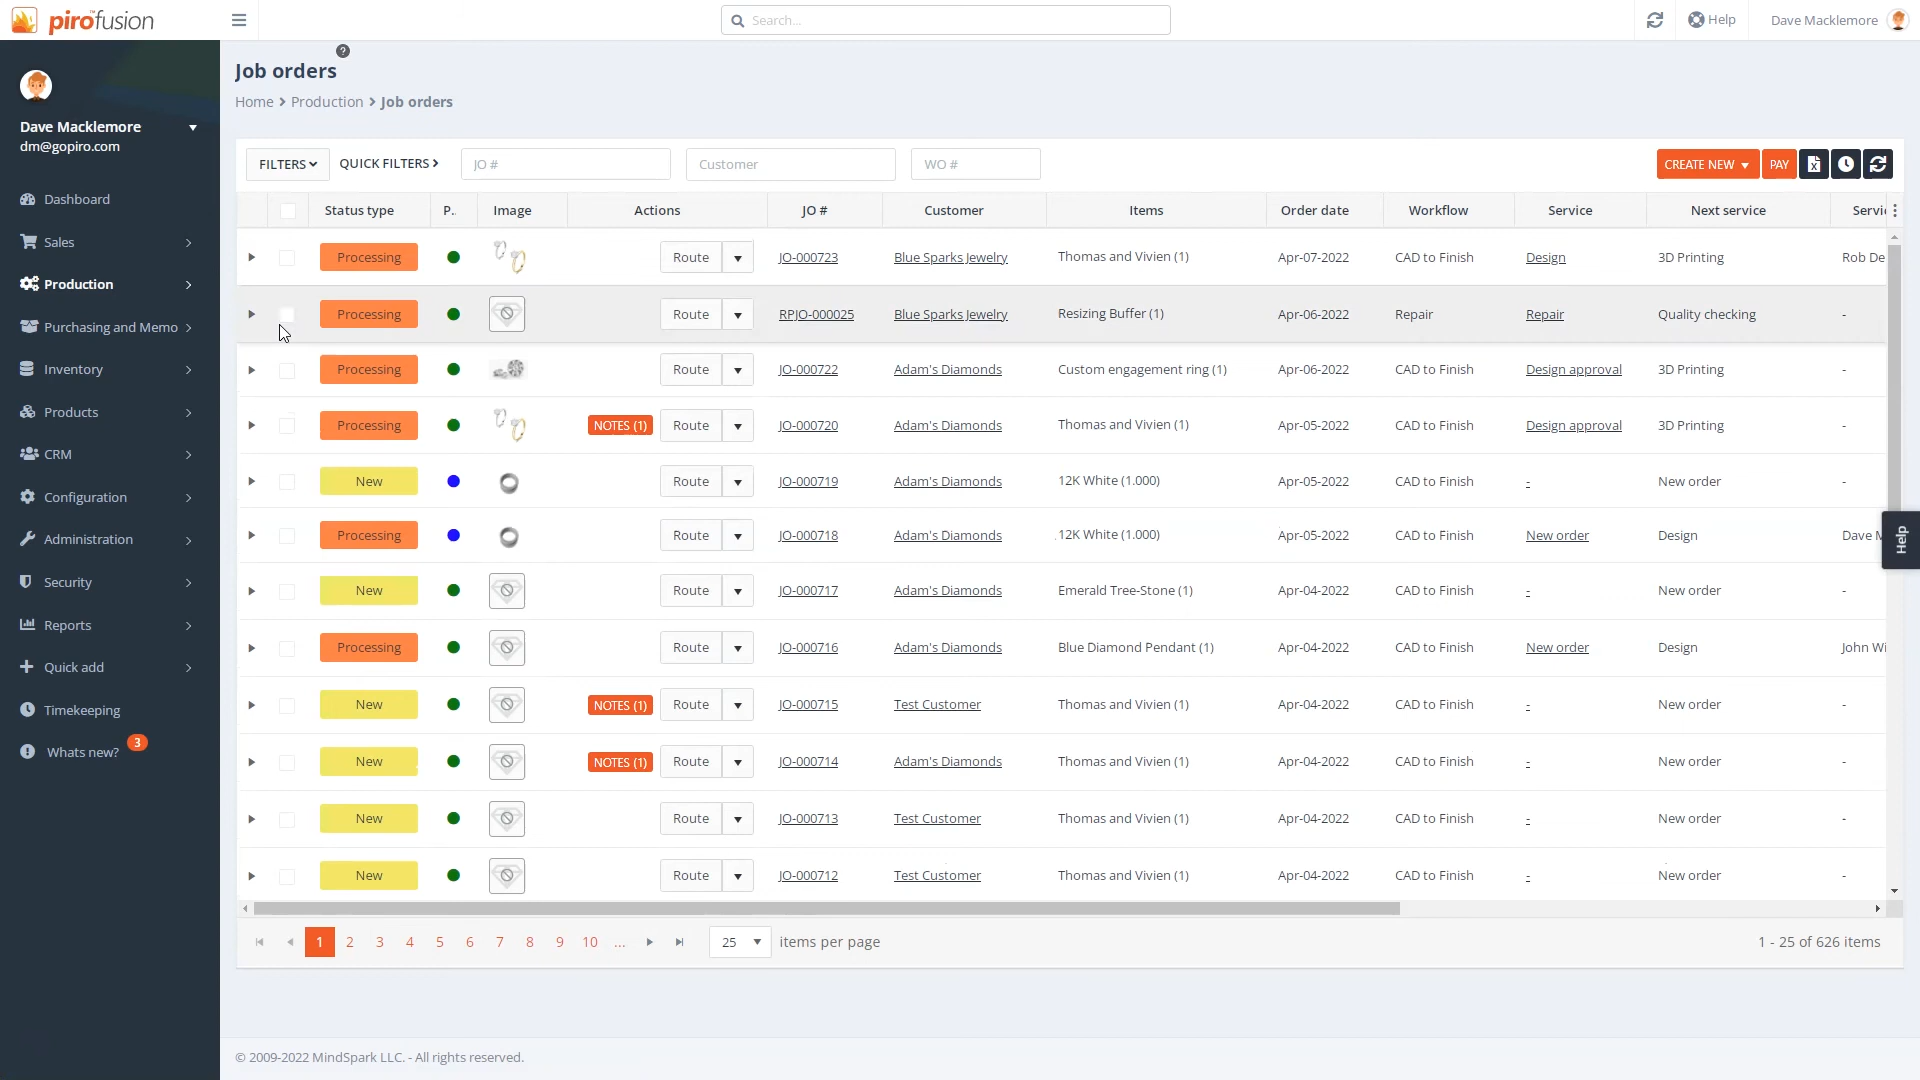 pirofusion
Search...
Help
Dave Macklemore
Dave Macklemore
dm@gopiro.com
Dashboard
Sales
Production
Purchasing and Memo
Inventory
Products
CRM
Configuration
Administration
Security
Reports
Quick add
Timekeeping
Whats new? 3
?
Job orders
Home > Production > Job orders
FILTERS QUICK FILTERS JO # Customer WO # CREATE NEW PAY
Status type P.. Image Actions JO # Customer Items Order date Workflow Service Next service Servic
Processing Route JO-000723 Blue Sparks Jewelry Thomas and Vivien (1) Apr-07-2022 CAD to Finish Design 3D Printing Rob De
Processing Route RPJO-000025 Blue Sparks Jewelry Resizing Buffer (1) Apr-06-2022 Repair Repair Quality checking -
Processing Route JO-000722 Adam's Diamonds Custom engagement ring (1) Apr-06-2022 CAD to Finish Design approval 3D Printing -
Processing NOTES (1) Route JO-000720 Adam's Diamonds Thomas and Vivien (1) Apr-05-2022 CAD to Finish Design approval 3D Printing -
New Route JO-000719 Adam's Diamonds 12K White (1.000) Apr-05-2022 CAD to Finish - New order -
Processing Route JO-000718 Adam's Diamonds 12K White (1.000) Apr-05-2022 CAD to Finish New order Design Dave M
New Route JO-000717 Adam's Diamonds Emerald Tree-Stone (1) Apr-04-2022 CAD to Finish - New order -
Processing Route JO-000716 Adam's Diamonds Blue Diamond Pendant (1) Apr-04-2022 CAD to Finish New order Design John Wi
New NOTES (1) Route JO-000715 Test Customer Thomas and Vivien (1) Apr-04-2022 CAD to Finish - New order -
New NOTES (1) Route JO-000714 Adam's Diamonds Thomas and Vivien (1) Apr-04-2022 CAD to Finish - New order -
New Route JO-000713 Test Customer Thomas and Vivien (1) Apr-04-2022 CAD to Finish - New order -
New Route JO-000712 Test Customer Thomas and Vivien (1) Apr-04-2022 CAD to Finish - New order -
1 2 3 4 5 6 7 8 9 10 ... 25 items per page 1 - 25 of 626 items
Help
© 2009-2022 MindSpark LLC. - All rights reserved.